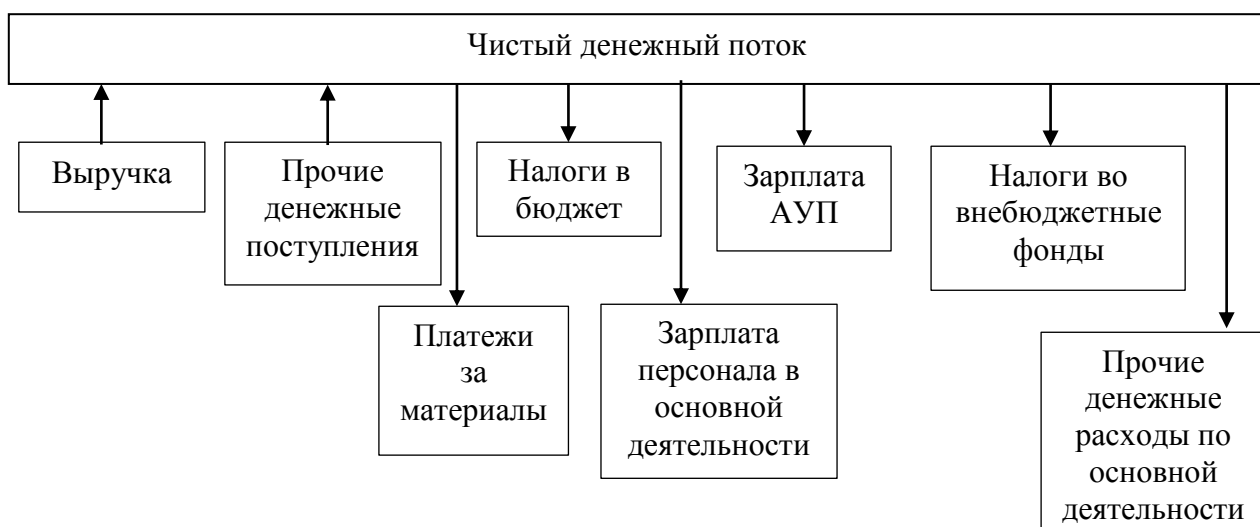 Чистый денежный поток
Выручка
Прочие
денежные
поступления
Налоги в
бюджет
Зарплата
АУП
Налоги во
внебюджетные
фонды
Платежи
за
материалы
Зарплата
персонала в
основной
деятельности
Прочие
денежные
расходы по
основной
деятельности